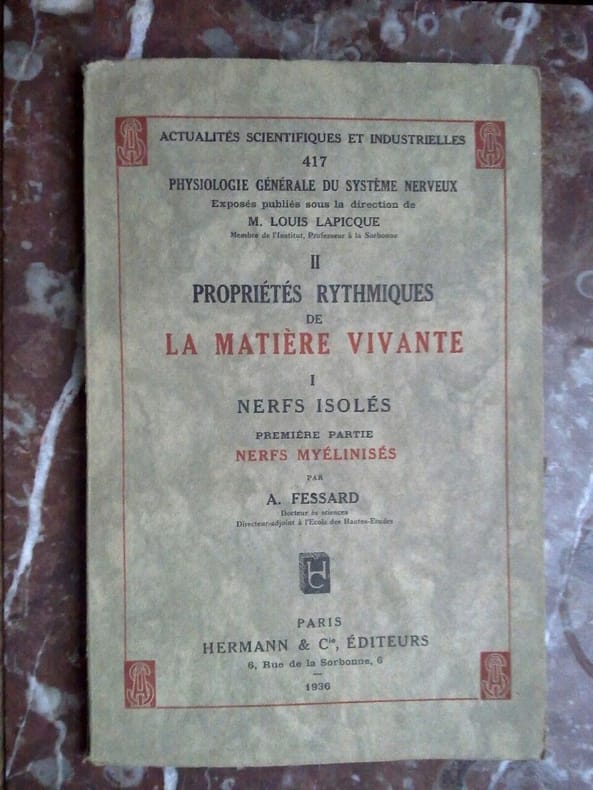 ACTUALITÉS SCIENTIFIQUES ET INDUSTRIELLES
417
PHYSIOLOGIE GÉNÉRALE DU SYSTÈME NERVEUX
Exposés publiés sous la direction de
M. LOUIS LAPICQUE
Membre de l'Institut, Professeur à la Sorbonne
II
PROPRIÉTÉS RYTHMIQUES
DE
LA MATIÈRE VIVANTE
I
NERFS ISOLÉS
PREMIÈRE PARTIE
NERFS MYÉLINISÉS
PAR
A. FESSARD
Docteur ès sciences
Directeur-adjoint à l'Ecole des Hautes-Etudes
HC
PARIS
HERMANN & Cie, ÉDITEURS
6, Rue de la Sorbonne, 6
1936